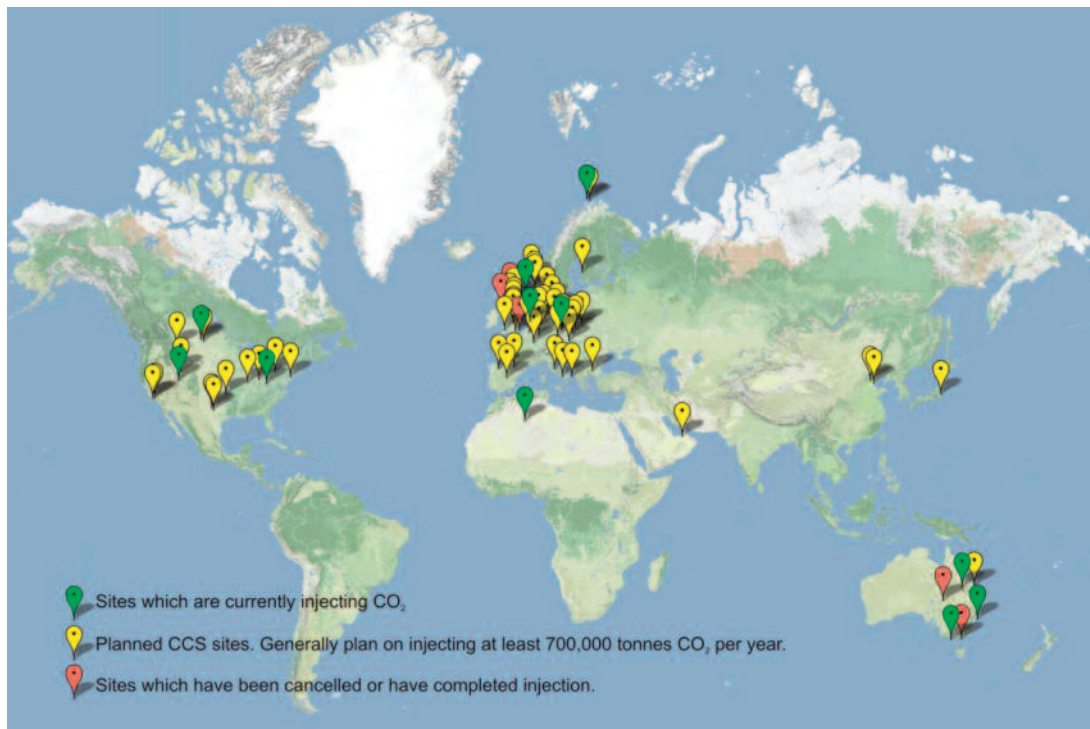 Sites which are currently injecting CO₂
Planned CCS sites. Generally plan on injecting at least 700,000 tonnes CO₂ per year.
Sites which have been cancelled or have completed injection.